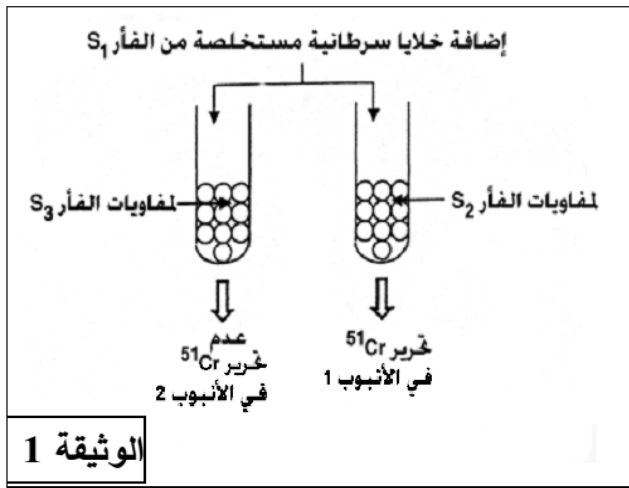 إضافة خلايا سرطانية مستخلصة من الفأر S1
لمفاويات الفأر S2
لمفاويات الفأر S3
تحرير 51Cr
في الأنبوب 1
عدم
تحرير 51Cr
في الأنبوب 2
الوثيقة 1